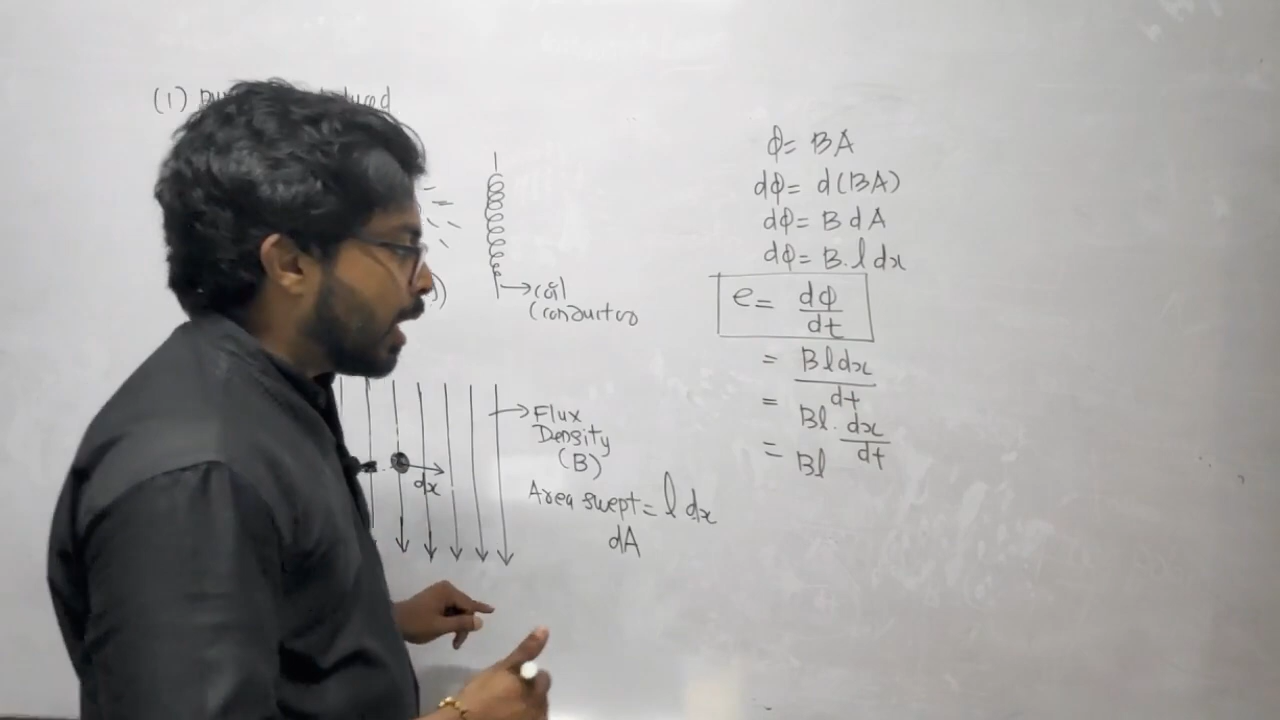 (1)
→ coil
Conductor
→ Flux
Density
(B)
dx
Area swept = l dx
dA
ϕ = BA
dϕ = d(BA)
dϕ = B dA
dϕ = B. l dx
e = dϕ/dt
= Bl dx/dt
= Bl. dx/dt
= Bl